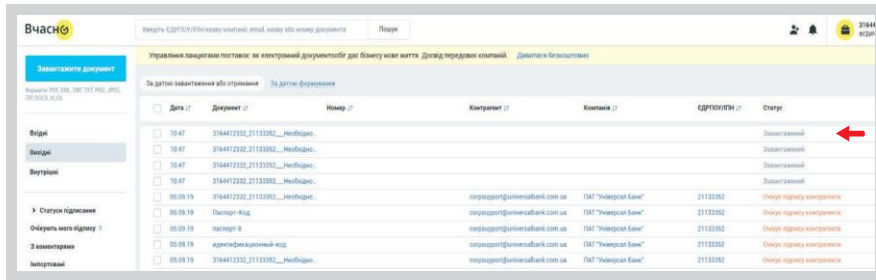 Вчасно
Введіть ЄДРПОУ/ІПН/назву компанії, email, назву або номер документа
Пошук
31644
Завантажити документ
Управління ланцюгами поставок: як електронний документообіг дає бізнесу нове життя. Досвід передових компаній. Дивитися безкоштовно
Формати: PDF, XML, ZIP, TXT, PNG, JPEG,
ZIP, DOCX, XLSX
За датою завантаження або отримання За датою формування
Дата Документ Номер Контрагент Компанія ЄДРПОУ/ІПН Статус
Вхідні
10:47 3164412332_21133352___Необхідно.. Завантажений
Вихідні
10:47 3164412332_21133352___Необхідно.. Завантажений
10:47 3164412332_21133352___Необхідно.. Завантажений
Внутрішні
10:47 3164412332_21133352___Необхідно.. Завантажений
05.09.19 3164412332_21133352___Необхідно.. corpsupport@universalbank.com.ua ПАТ "Універсал Банк" 21133352 Очікує підпису контрагента
Статуси підписання
05.09.19 Паспорт-Код corpsupport@universalbank.com.ua ПАТ "Універсал Банк" 21133352 Очікує підпису контрагента
Очікують мого підпису ?
05.09.19 паспорт-8 corpsupport@universalbank.com.ua ПАТ "Універсал Банк" 21133352 Очікує підпису контрагента
З коментарями
05.09.19 идентификационный-код corpsupport@universalbank.com.ua ПАТ "Універсал Банк" 21133352 Очікує підпису контрагента
Імпортовані
05.09.19 3164412332_21133352___Необхідно.. corpsupport@universalbank.com.ua ПАТ "Універсал Банк" 21133352 Очікує підпису контрагента